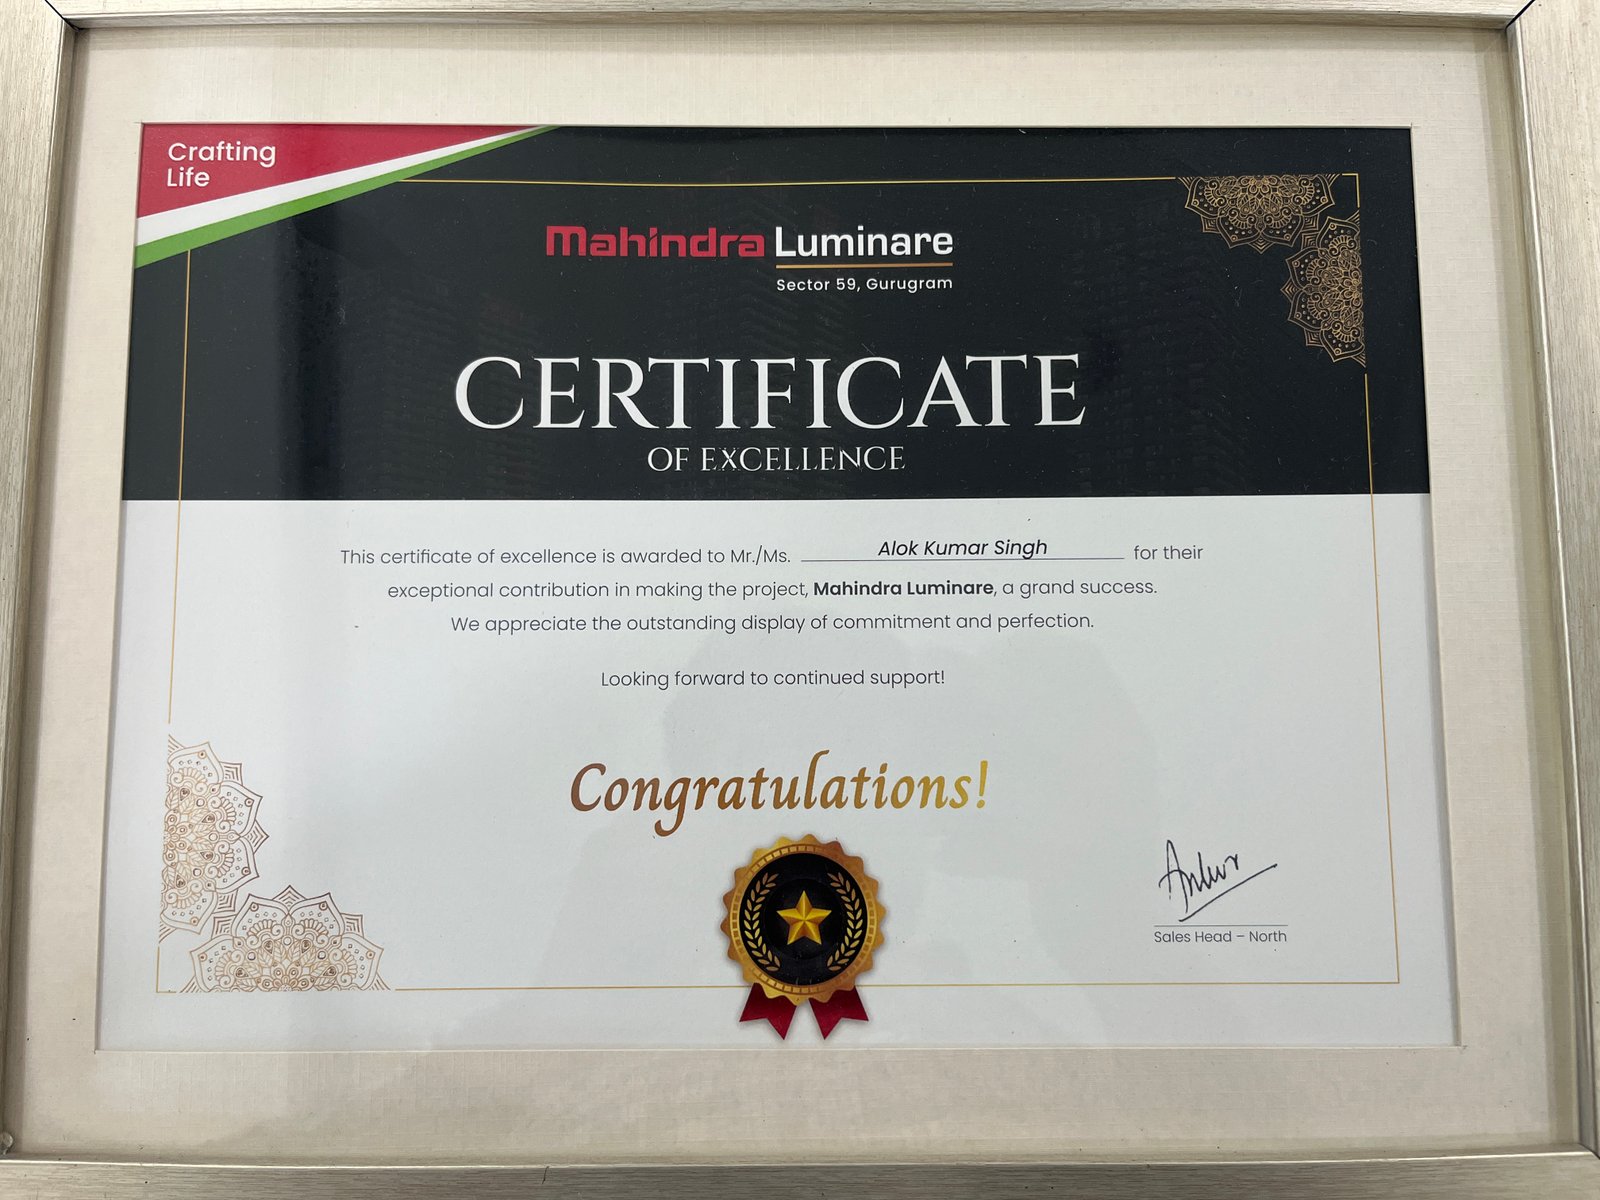 Crafting
Life
Mahindra Luminare
Sector 59, Gurugram
CERTIFICATE
OF EXCELLENCE
This certificate of excellence is awarded to Mr./Ms. Alok Kumar Singh for their
exceptional contribution in making the project, Mahindra Luminare, a grand success.
We appreciate the outstanding display of commitment and perfection.
Looking forward to continued support!
Congratulations!
Sales Head – North